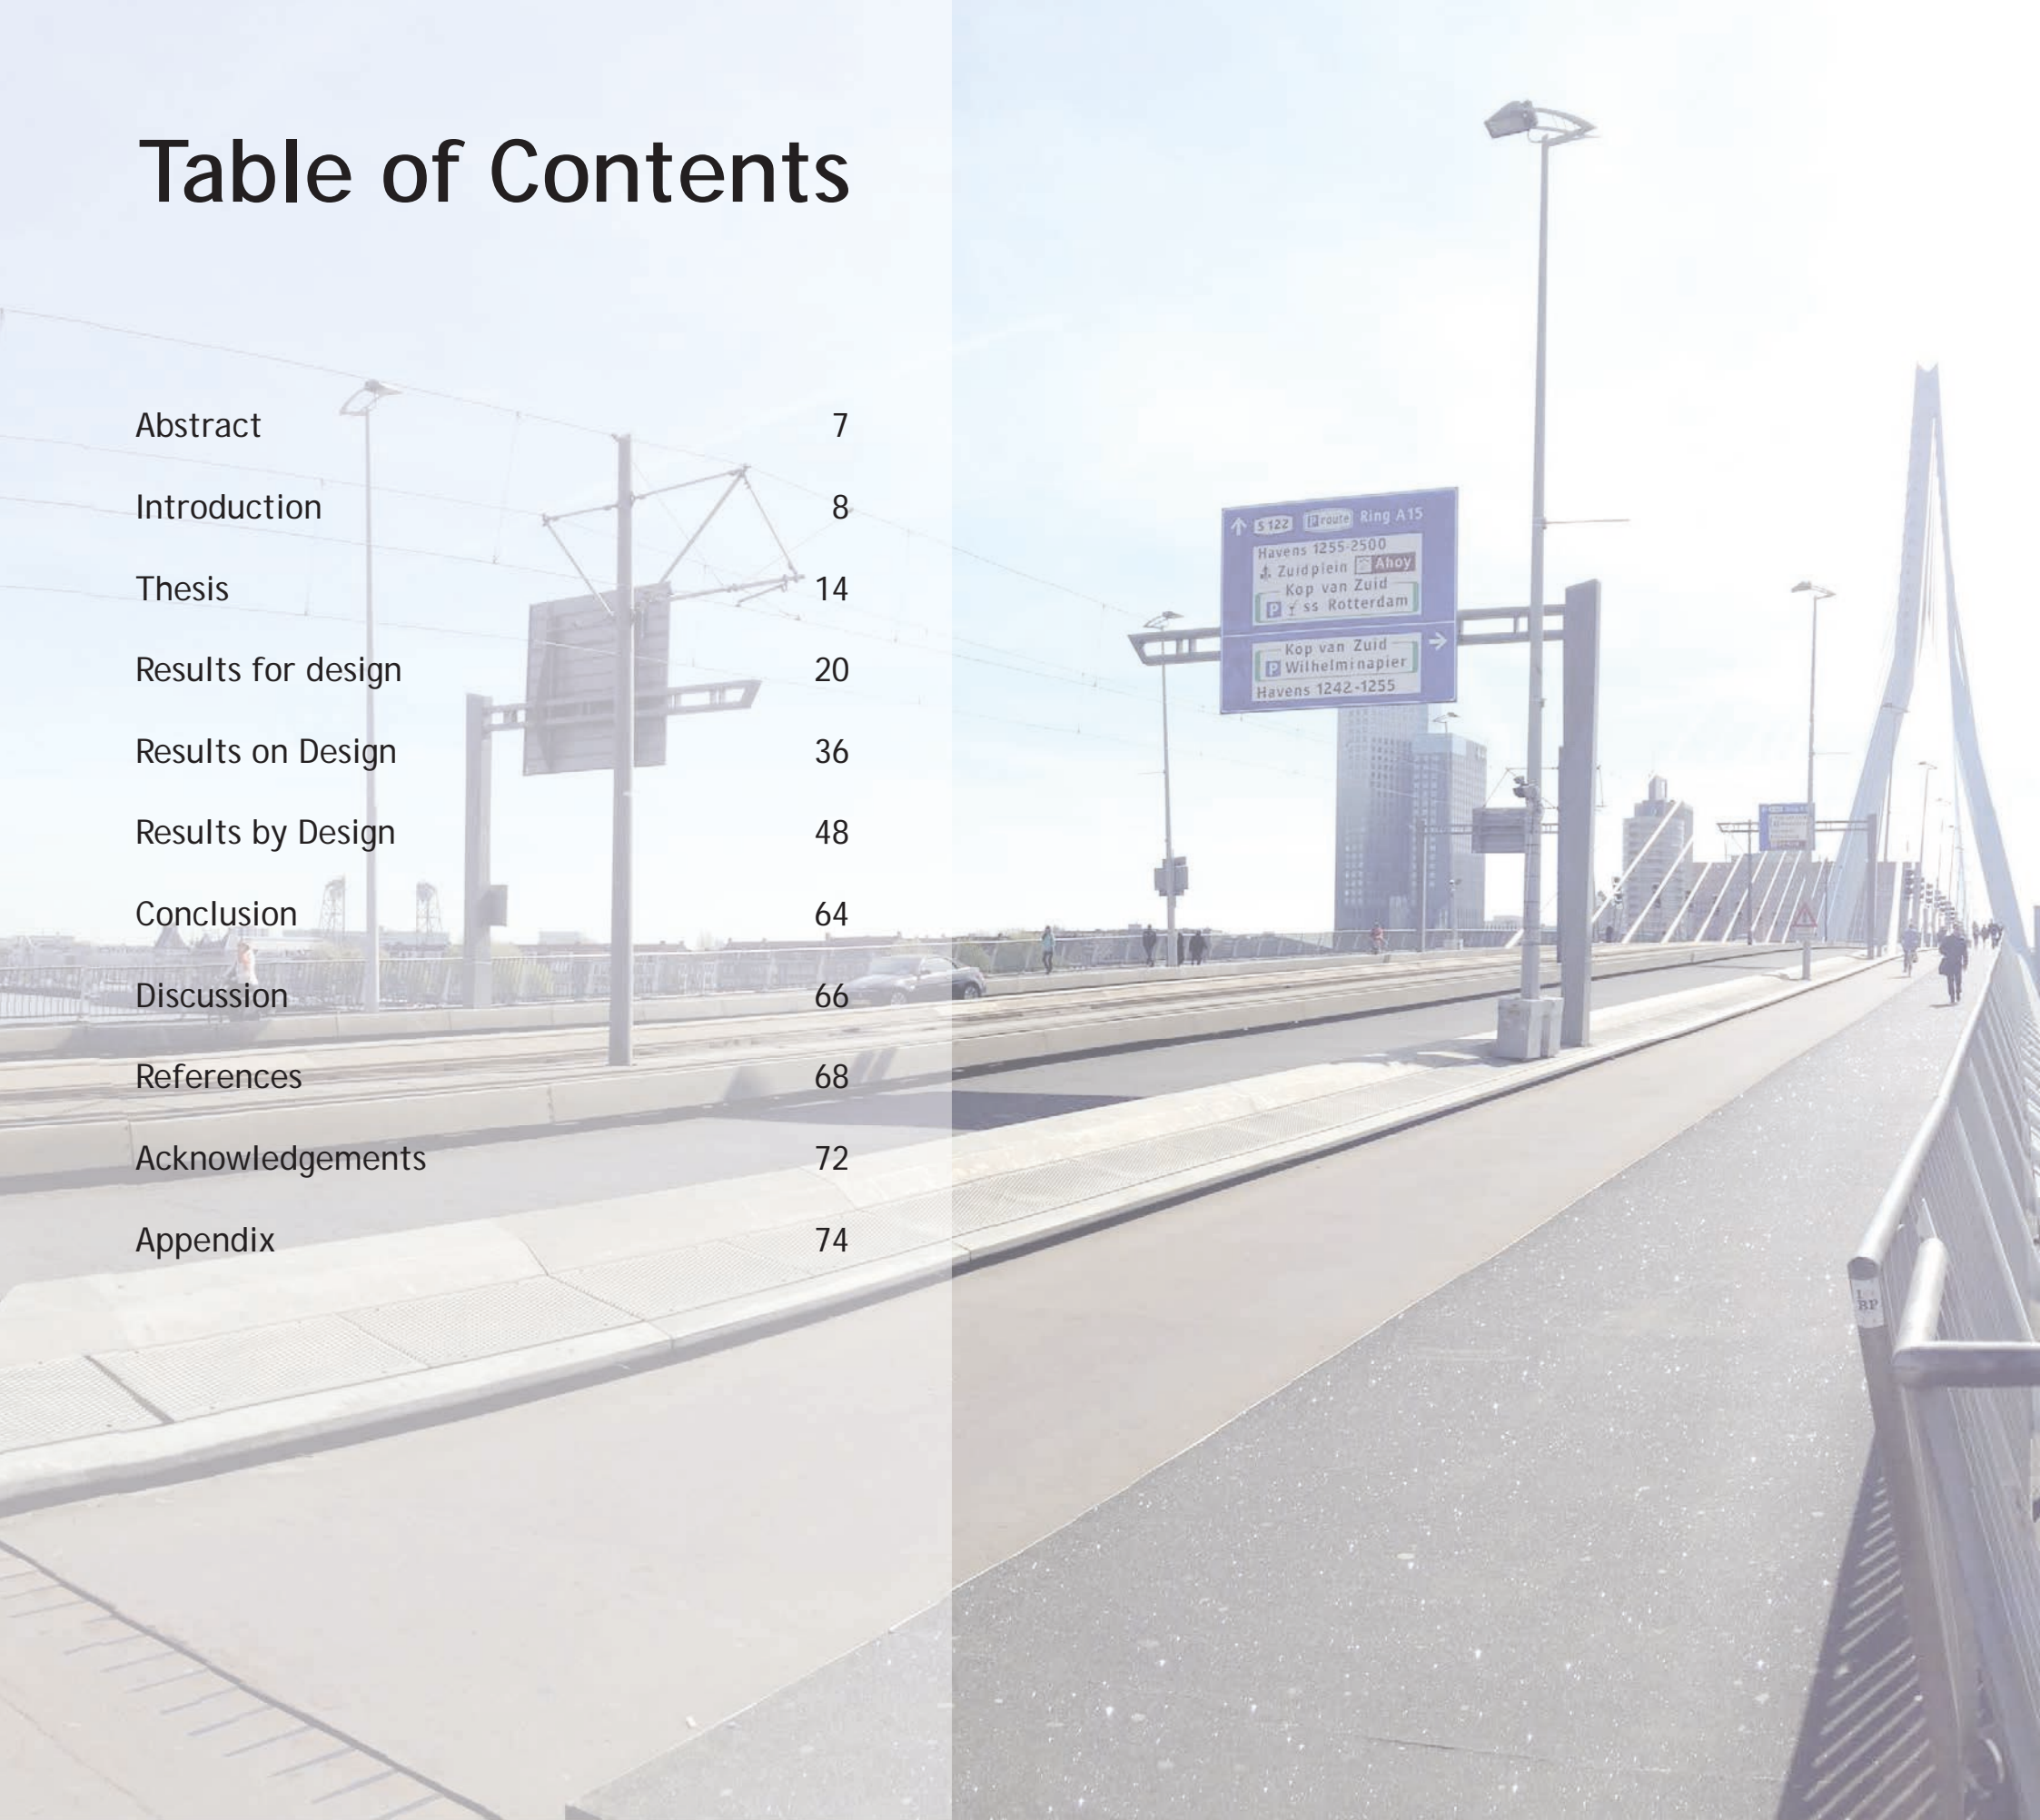 Table of Contents
Abstract 7
Introduction 8
Thesis 14
Results for design 20
Results on Design 36
Results by Design 48
Conclusion 64
Discussion 66
References 68
Acknowledgements 72
Appendix 74
S 122 P route Ring A15
Havens 1255-2500
Zuidplein Ahoy
Kop van Zuid
P ss Rotterdam
Kop van Zuid
P Wilhelminapier
Havens 1242-1255
BP